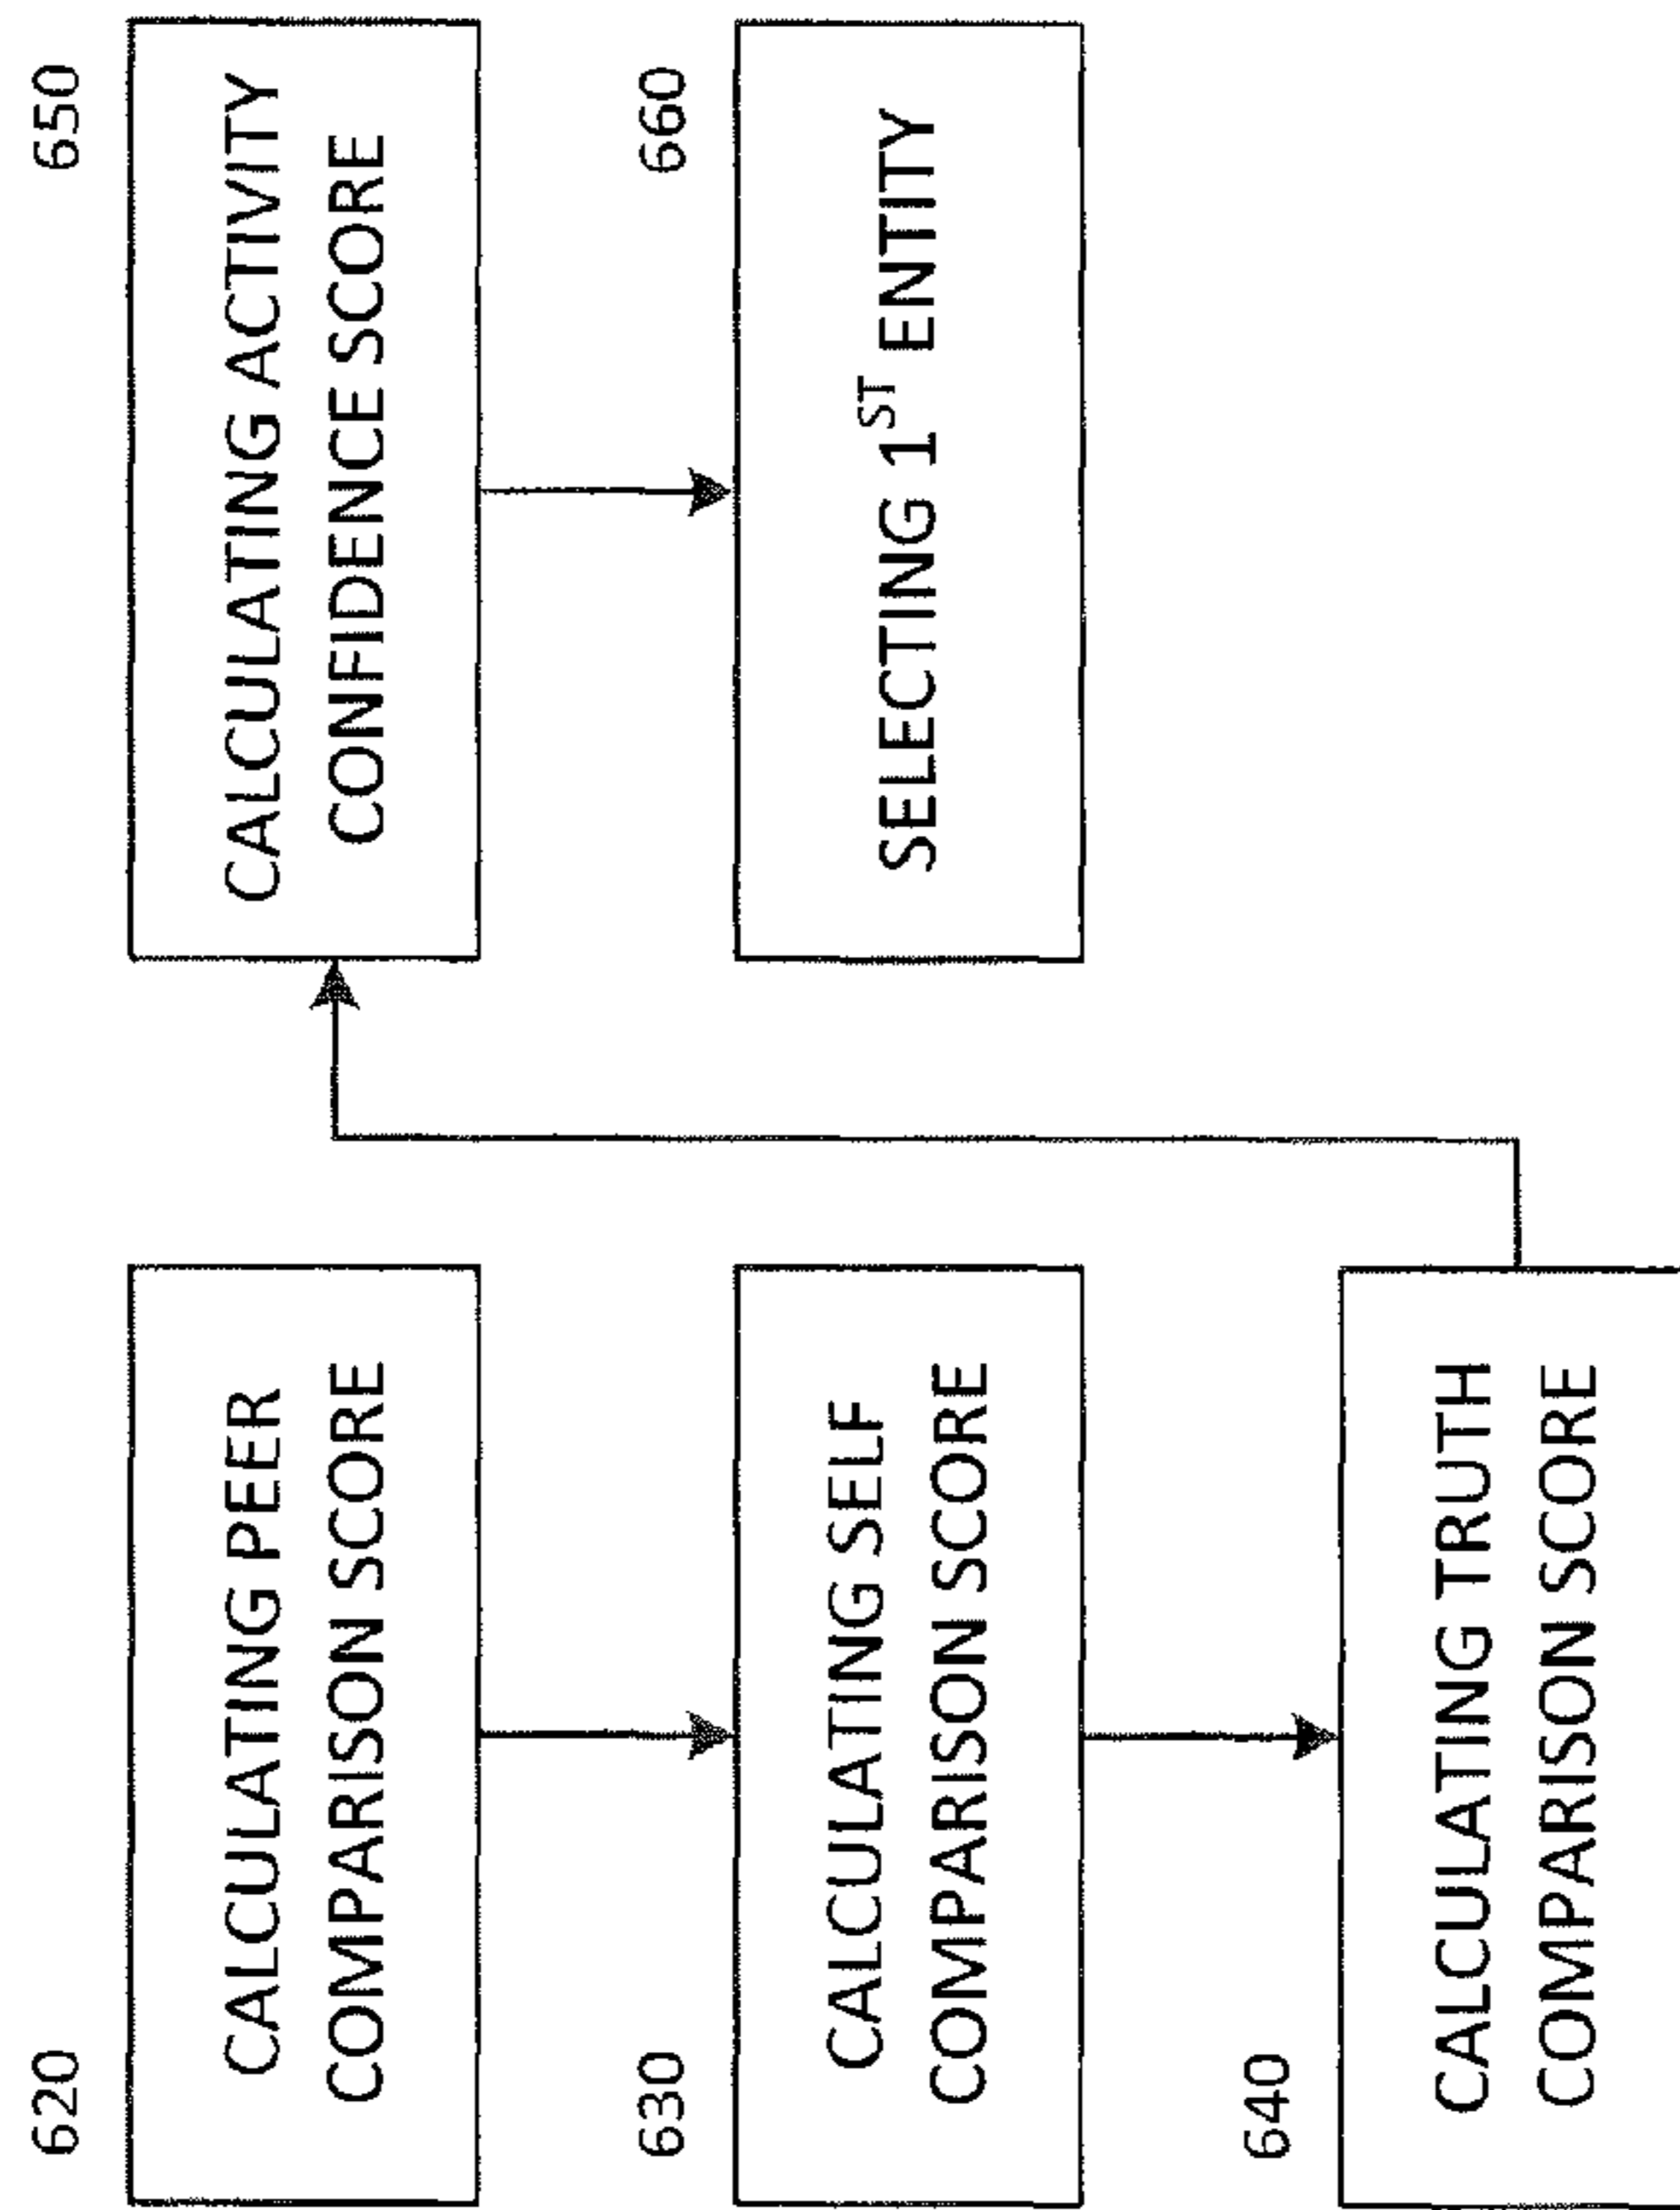 620
CALCULATING PEER
COMPARISON SCORE
630
CALCULATING SELF
COMPARISON SCORE
640
CALCULATING TRUTH
COMPARISON SCORE
650
CALCULATING ACTIVITY
CONFIDENCE SCORE
660
SELECTING 1ST ENTITY